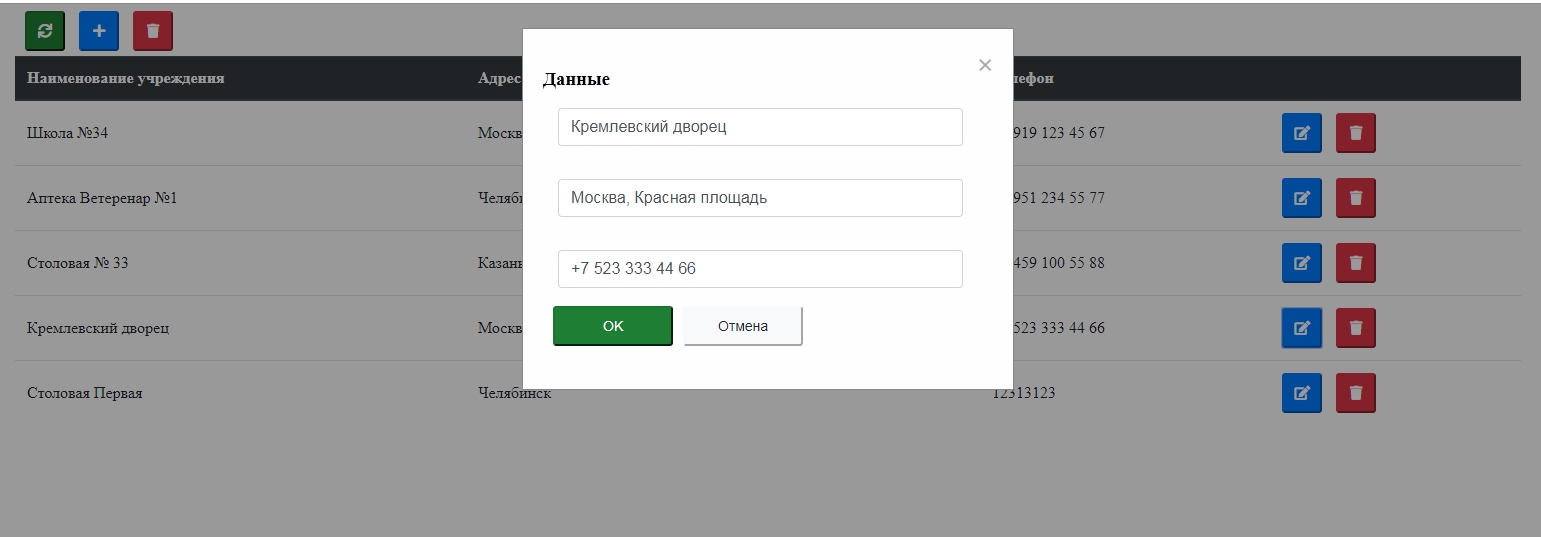 Наименование учреждения Адрес лефон
Данные
×
Кремлевский дворец
Москва, Красная площадь
+7 523 333 44 66
OK Отмена
Школа №34 Москв 919 123 45 67
Аптека Ветеренар №1 Челяб 951 234 55 77
Столовая № 33 Казань 459 100 55 88
Кремлевский дворец Москв 523 333 44 66
Столовая Первая Челябинск 12313123